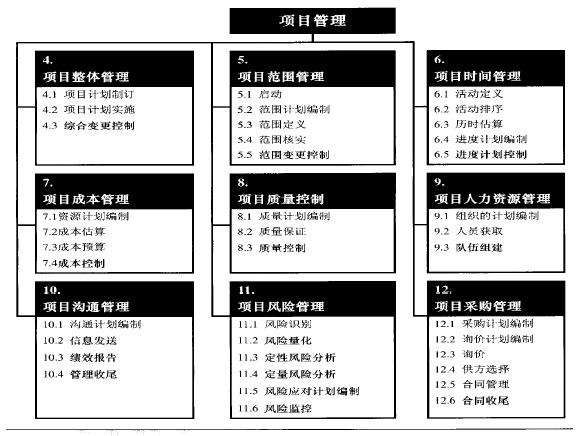 项目管理
4.
项目整体管理
4.1 项目计划制订
4.2 项目计划实施
4.3 综合变更控制
5.
项目范围管理
5.1 启动
5.2 范围计划编制
5.3 范围定义
5.4 范围核实
5.5 范围变更控制
6.
项目时间管理
6.1 活动定义
6.2 活动排序
6.3 历时估算
6.4 进度计划编制
6.5 进度计划控制
7.
项目成本管理
7.1资源计划编制
7.2成本估算
7.3成本预算
7.4成本控制
8.
项目质量控制
8.1 质量计划编制
8.2 质量保证
8.3 质量控制
9.
项目人力资源管理
9.1 组织的计划编制
9.2 人员获取
9.3 队伍组建
10.
项目沟通管理
10.1 沟通计划编制
10.2 信息发送
10.3 绩效报告
10.4 管理收尾
11.
项目风险管理
11.1 风险识别
11.2 风险量化
11.3 定性风险分析
11.4 定量风险分析
11.5 风险应对计划编制
11.6 风险监控
12.
项目采购管理
12.1 采购计划编制
12.2 询价计划编制
12.3 询价
12.4 供方选择
12.5 合同管理
12.6 合同收尾